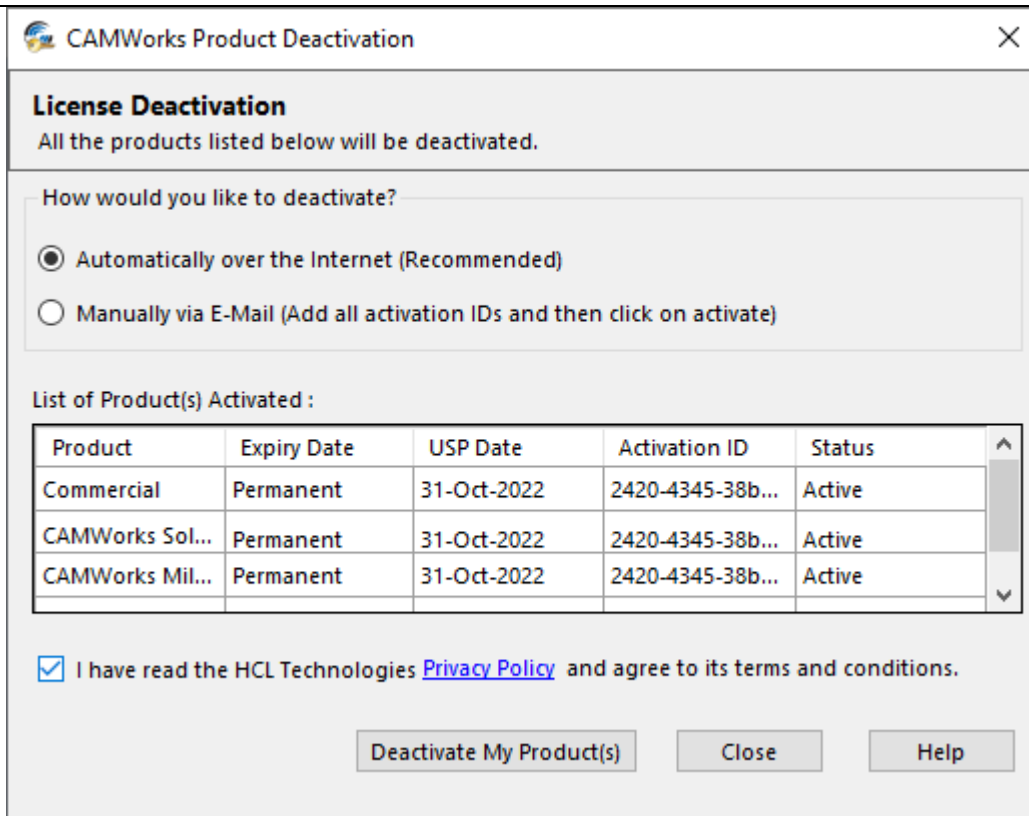 CAMWorks Product Deactivation
License Deactivation
All the products listed below will be deactivated.
How would you like to deactivate?
Automatically over the Internet (Recommended)
Manually via E-Mail (Add all activation IDs and then click on activate)
List of Product(s) Activated :
Product Expiry Date USP Date Activation ID Status
Commercial Permanent 31-Oct-2022 2420-4345-38b... Active
CAMWorks Sol... Permanent 31-Oct-2022 2420-4345-38b... Active
CAMWorks Mil... Permanent 31-Oct-2022 2420-4345-38b... Active
I have read the HCL Technologies Privacy Policy and agree to its terms and conditions.
Deactivate My Product(s) Close Help